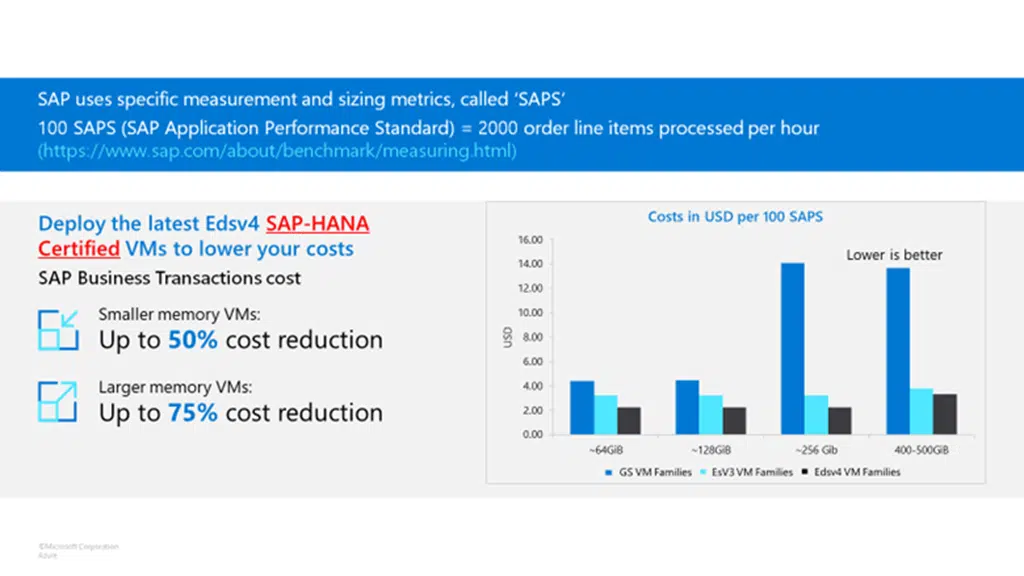 SAP uses specific measurement and sizing metrics, called ‘SAPS’
100 SAPS (SAP Application Performance Standard) = 2000 order line items processed per hour
(https://www.sap.com/about/benchmark/measuring.html)
Deploy the latest Edsv4 SAP-HANA
Certified VMs to lower your costs
SAP Business Transactions cost
Smaller memory VMs:
Up to 50% cost reduction
Larger memory VMs:
Up to 75% cost reduction
Costs in USD per 100 SAPS
Lower is better
USD
16.00
14.00
12.00
10.00
8.00
6.00
4.00
2.00
0.00
~64GiB
~128GiB
~256 Gib
400-500GiB
GS VM Families
EsV3 VM Families
Edsv4 VM Families
©Microsoft Corporation
Azure